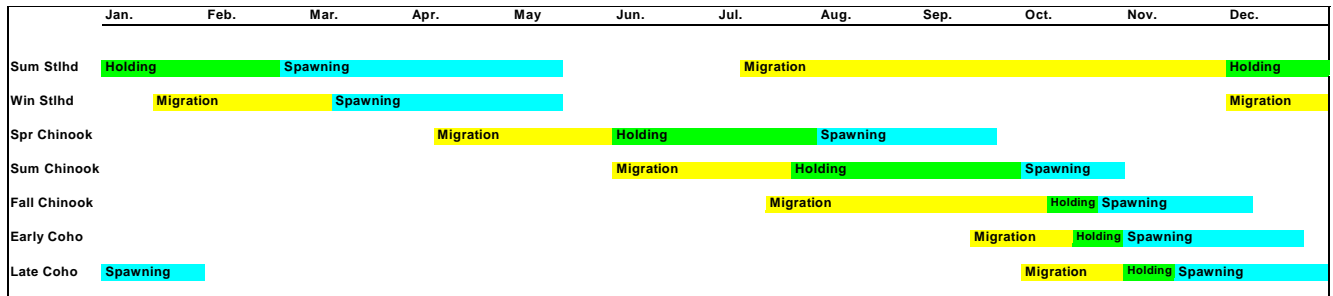 Jan. Feb. Mar. Apr. May Jun. Jul. Aug. Sep. Oct. Nov. Dec.
Sum Stlhd Holding Spawning Migration Holding
Win Stlhd Migration Spawning Migration
Spr Chinook Migration Holding Spawning
Sum Chinook Migration Holding Spawning
Fall Chinook Migration Holding Spawning
Early Coho Migration Holding Spawning
Late Coho Spawning Migration Holding Spawning